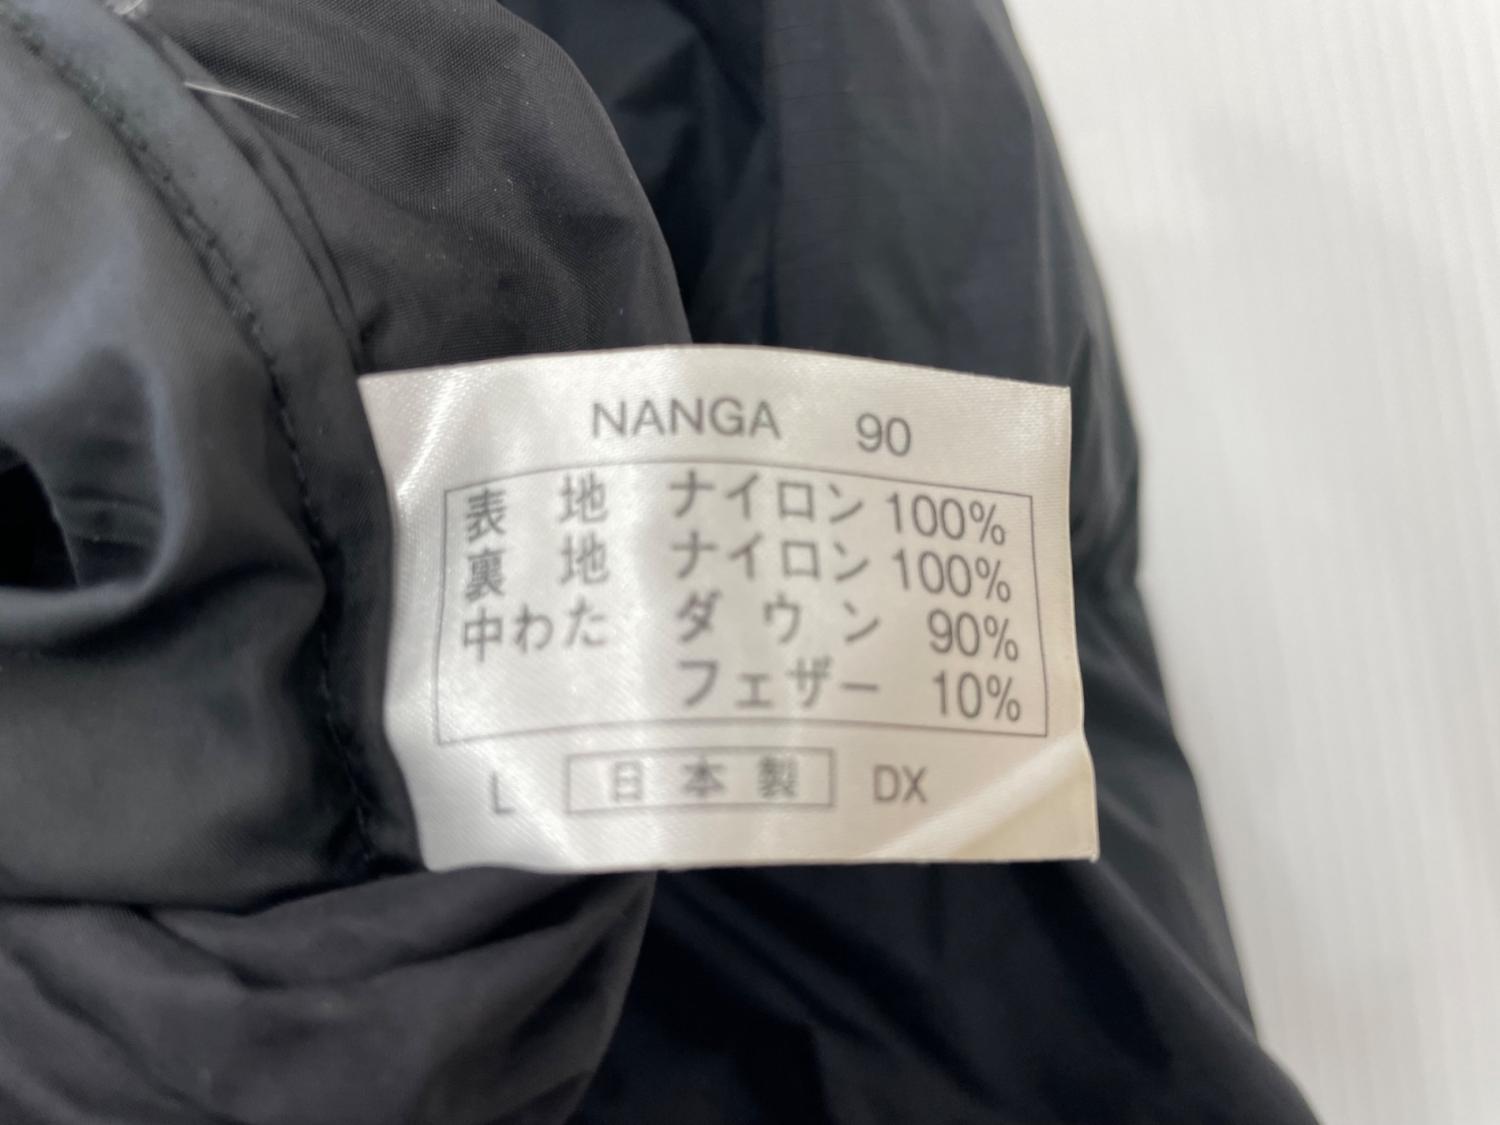 NANGA 90
表地 ナイロン 100%
裏地 ナイロン 100%
中わた ダウン 90%
フェザー 10%
L 日本製 DX